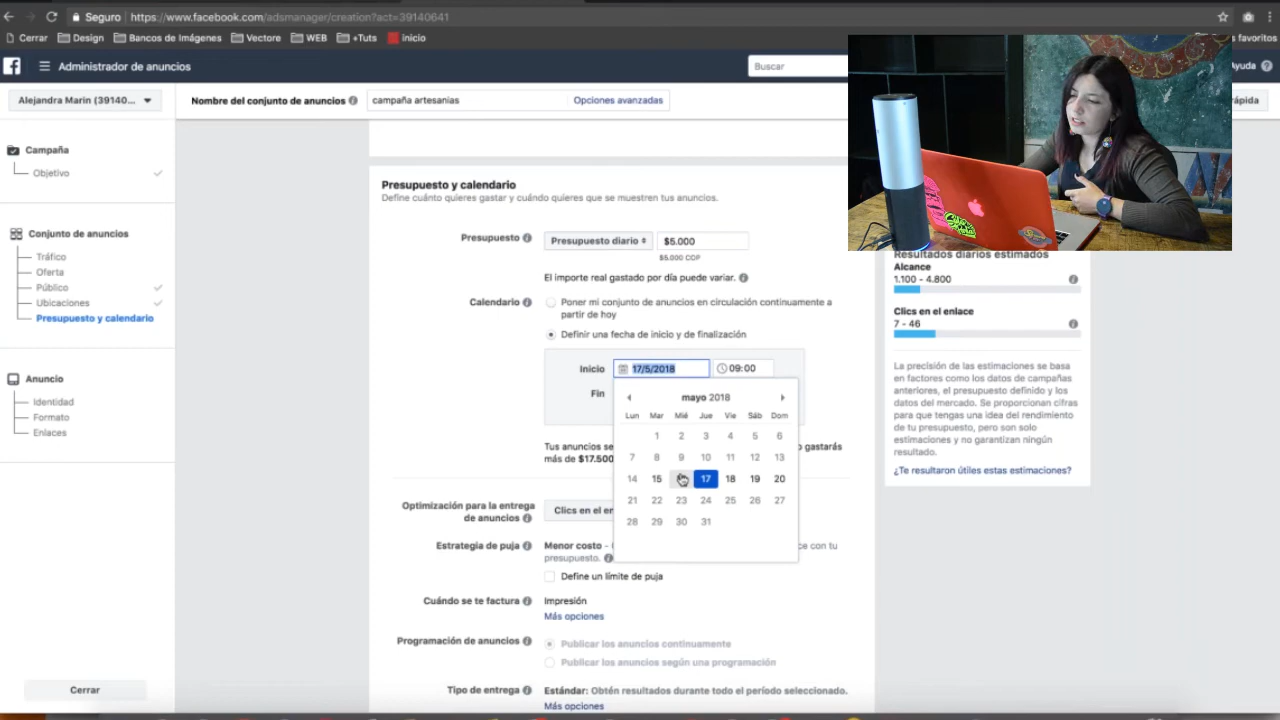 Seguro | https://www.facebook.com/adsmanager/creation?act=39140641
Cerrar Design Bancos de Imágenes Vectore WEB +Tuts inicio favoritos
Administrador de anuncios Buscar Ayuda
Alejandra Marin (39140... Nombre del conjunto de anuncios campaña artesanias Opciones avanzadas rápida
Campaña
Objetivo
Conjunto de anuncios
Tráfico
Oferta
Público
Ubicaciones
Presupuesto y calendario
Anuncio
Identidad
Formato
Enlaces
Cerrar
Presupuesto y calendario
Define cuánto quieres gastar y cuándo quieres que se muestren tus anuncios.
Presupuesto Presupuesto diario $5.000
$5.000 COP
El importe real gastado por día puede variar.
Calendario Poner mi conjunto de anuncios en circulación continuamente a
partir de hoy
Definir una fecha de inicio y de finalización
Inicio 17/5/2018 09:00
Fin
mayo 2018
Lun Mar Mié Jue Vie Sáb Dom
1 2 3 4 5 6
7 8 9 10 11 12 13
14 15 17 18 19 20
21 22 23 24 25 26 27
28 29 30 31
Tus anuncios se gastarás
más de $17.500
Optimización para la entrega
de anuncios Clics en el en
Estrategia de puja Menor costo - ce con tu
presupuesto.
Define un límite de puja
Cuándo se te factura Impresión
Más opciones
Programación de anuncios Publicar los anuncios continuamente
Publicar los anuncios según una programación
Tipo de entrega Estándar: Obtén resultados durante todo el período seleccionado.
Más opciones
Resultados diarios estimados
Alcance
1.100 - 4.800
Clics en el enlace
7 - 46
La precisión de las estimaciones se basa
en factores como los datos de campañas
anteriores, el presupuesto definido y los
datos del mercado. Se proporcionan cifras
para que tengas una idea del rendimiento
de tu presupuesto, pero son solo
estimaciones y no garantizan ningún
resultado.
¿Te resultaron útiles estas estimaciones?